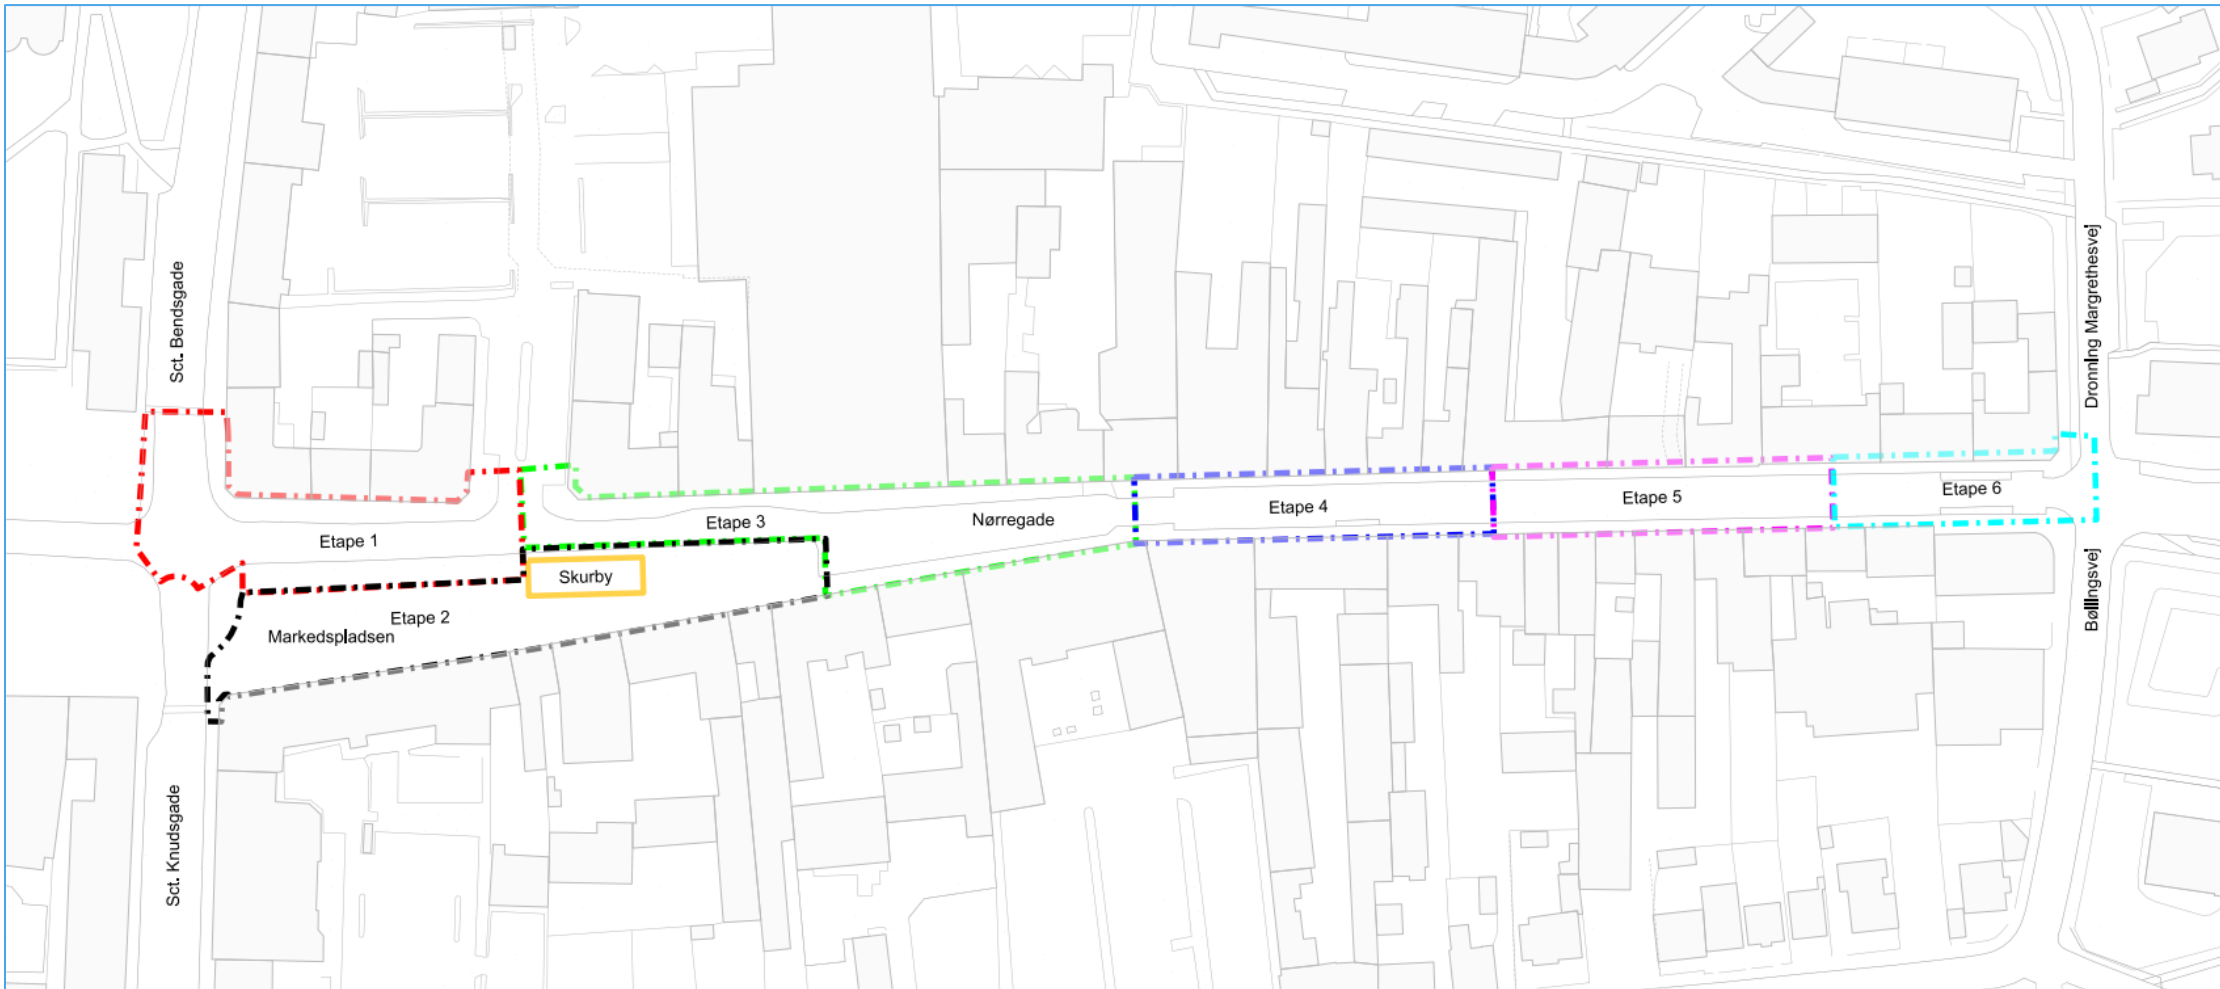 Sct. Bendsgade
Dronning Margrethesvej
Etape 6
Etape 5
Etape 4
Nørregade
Etape 3
Etape 1
Skurby
Etape 2
Markedspladsen
Bøllingsvej
Sct. Knudsgade